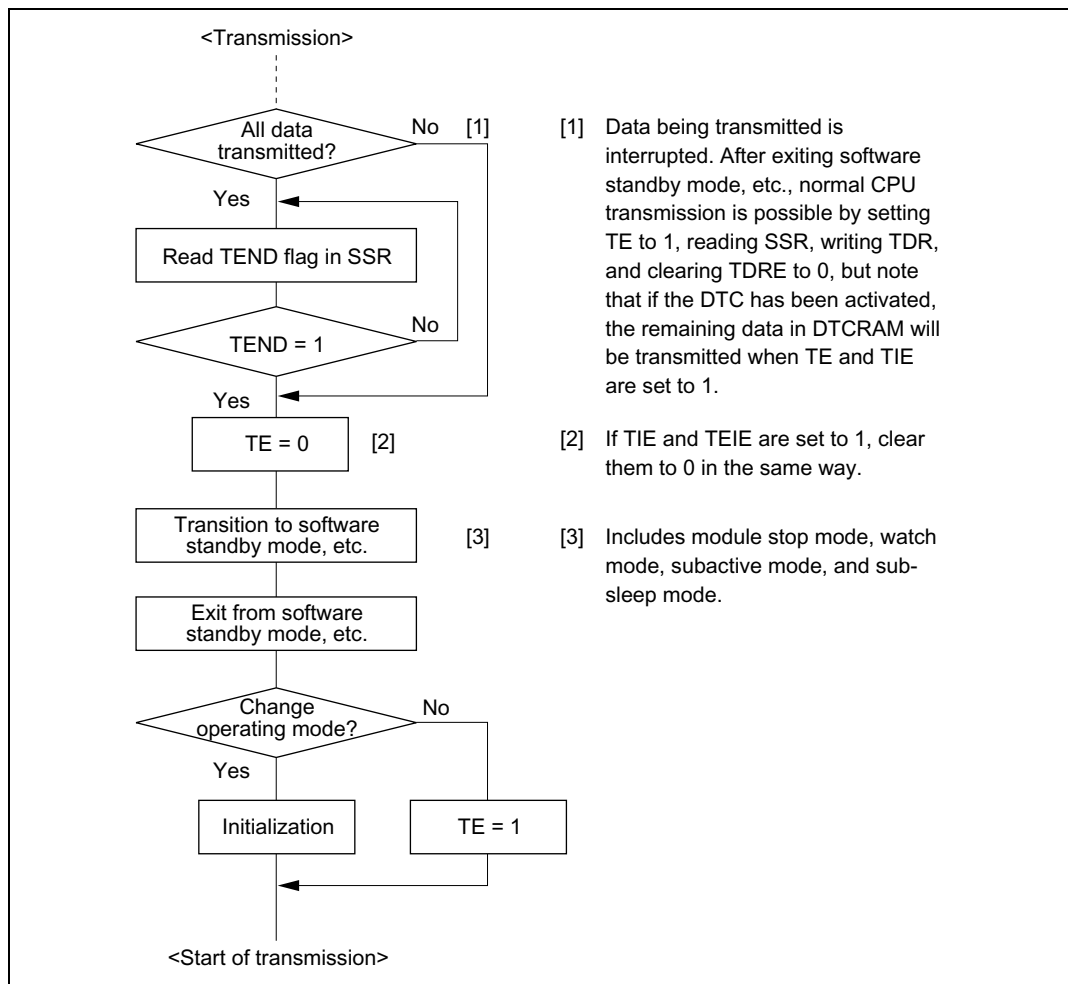 <Transmission>
All data
transmitted?
No
[1]
Yes
Read TEND flag in SSR
TEND = 1
No
Yes
TE = 0
[2]
Transition to software
standby mode, etc.
[3]
Exit from software
standby mode, etc.
Change
operating mode?
No
Yes
Initialization
TE = 1
<Start of transmission>
[1] Data being transmitted is
interrupted. After exiting software
standby mode, etc., normal CPU
transmission is possible by setting
TE to 1, reading SSR, writing TDR,
and clearing TDRE to 0, but note
that if the DTC has been activated,
the remaining data in DTCRAM will
be transmitted when TE and TIE
are set to 1.
[2] If TIE and TEIE are set to 1, clear
them to 0 in the same way.
[3] Includes module stop mode, watch
mode, subactive mode, and sub-
sleep mode.